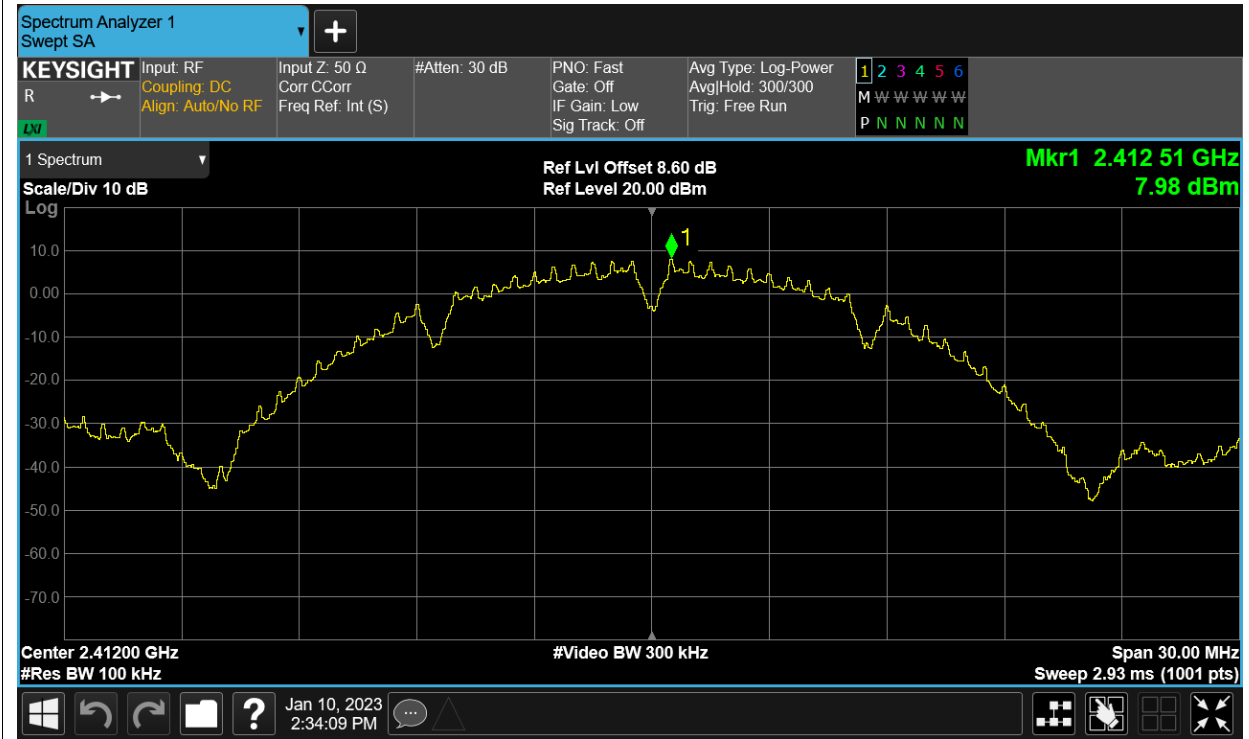 Spectrum Analyzer 1
Swept SA
KEYSIGHT
R
LXI
Input: RF
Coupling: DC
Align: Auto/No RF
Input Z: 50 Ω
Corr CCorr
Freq Ref: Int (S)
#Atten: 30 dB
PNO: Fast
Gate: Off
IF Gain: Low
Sig Track: Off
Avg Type: Log-Power
Avg|Hold: 300/300
Trig: Free Run
1 2 3 4 5 6
M W W W W W
P N N N N N
1 Spectrum
Scale/Div 10 dB
Log
Ref Lvl Offset 8.60 dB
Ref Level 20.00 dBm
Mkr1 2.412 51 GHz
7.98 dBm
1
10.0
0.00
-10.0
-20.0
-30.0
-40.0
-50.0
-60.0
-70.0
Center 2.41200 GHz
#Res BW 100 kHz
#Video BW 300 kHz
Span 30.00 MHz
Sweep 2.93 ms (1001 pts)
?
Jan 10, 2023
2:34:09 PM